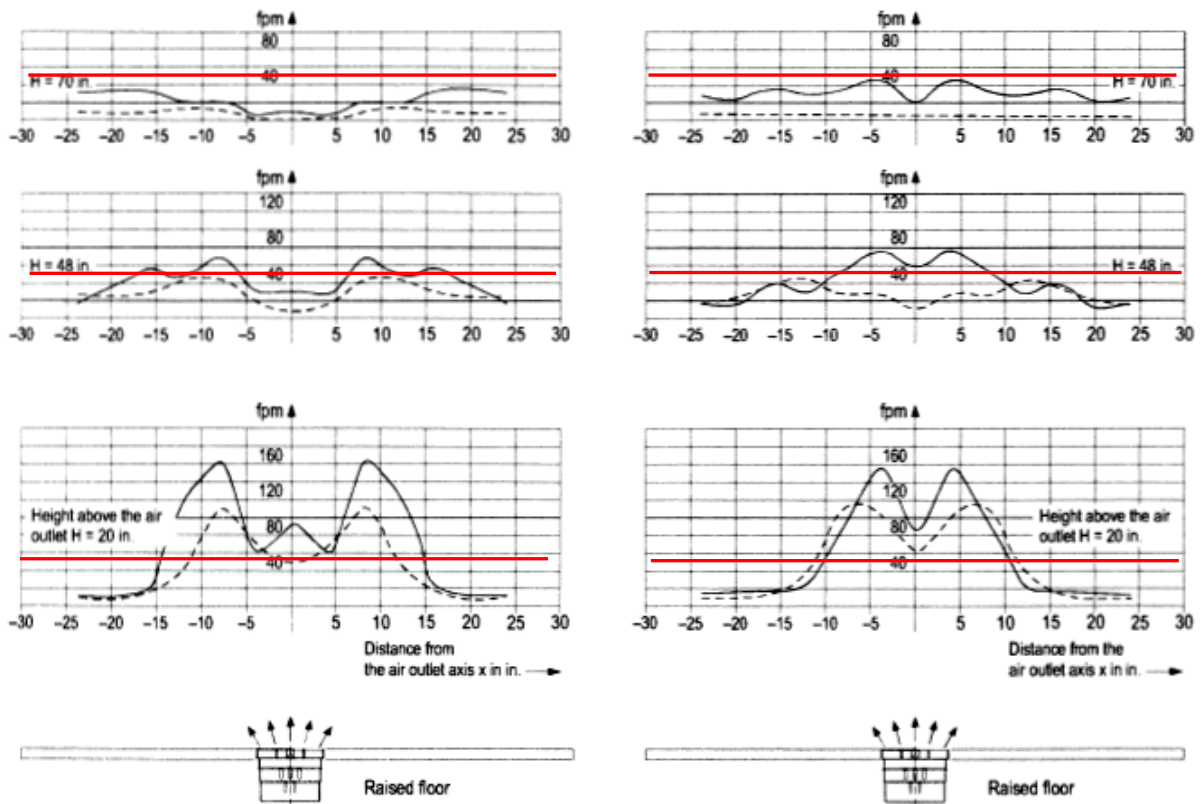 fpm
80
40
H = 70 in.
-30 -25 -20 -15 -10 -5 0 5 10 15 20 25 30
fpm
120
80
40
H = 48 in.
-30 -25 -20 -15 -10 -5 0 5 10 15 20 25 30
fpm
160
120
80
40
Height above the air
outlet H = 20 in.
-30 -25 -20 -15 -10 -5 0 5 10 15 20 25 30
Distance from
the air outlet axis x in in.
Raised floor
fpm
80
40
H = 70 in.
-30 -25 -20 -15 -10 -5 0 5 10 15 20 25 30
fpm
120
80
40
H = 48 in.
-30 -25 -20 -15 -10 -5 0 5 10 15 20 25 30
fpm
160
120
80
40
Height above the air
outlet H = 20 in.
-30 -25 -20 -15 -10 -5 0 5 10 15 20 25 30
Distance from the
air outlet axis x in in.
Raised floor